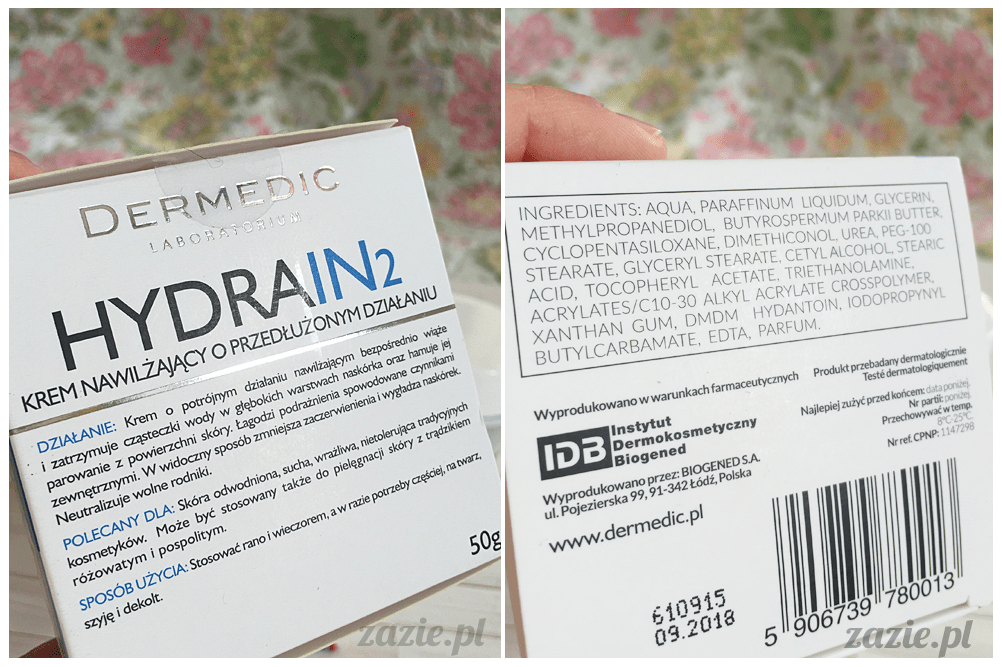 DERMEDIC
LABORATORIUM
HYDRAIN2
KREM NAWILŻAJĄCY O PRZEDŁUŻONYM DZIAŁANIU
DZIAŁANIE: Krem o potrójnym działaniu nawilżającym bezpośrednio wiąże
i zatrzymuje cząsteczki wody w głębokich warstwach naskórka oraz hamuje jej
parowanie z powierzchni skóry. Łagodzi podrażnienia spowodowane czynnikami
zewnętrznymi. W widoczny sposób zmniejsza zaczerwienienia i wygładza naskórek.
Neutralizuje wolne rodniki.
POLECANY DLA: Skóra odwodniona, sucha, wrażliwa, nietolerująca tradycyjnych
kosmetyków. Może być stosowany także do pielęgnacji skóry z trądzikiem
różowatym i pospolitym.
SPOSÓB UŻYCIA: Stosować rano i wieczorem, a w razie potrzeby częściej, na twarz,
szyję i dekolt.
50g
zazie.pl
INGREDIENTS: AQUA, PARAFFINUM LIQUIDUM, GLYCERIN,
METHYLPROPANEDIOL, BUTYROSPERMUM PARKII BUTTER,
CYCLOPENTASILOXANE, DIMETHICONOL, UREA, PEG-100
STEARATE, GLYCERYL STEARATE, CETYL ALCOHOL, STEARIC
ACID, TOCOPHERYL ACETATE, TRIETHANOLAMINE,
ACRYLATES/C10-30 ALKYL ACRYLATE CROSSPOLYMER,
XANTHAN GUM, DMDM HYDANTOIN, IODOPROPYNYL
BUTYLCARBAMATE, EDTA, PARFUM.
Wyprodukowano w warunkach farmaceutycznych
Produkt przebadany dermatologicznie
Testé dermatologiquement
IDB
Instytut
Dermokosmetyczny
Biogened
Najlepiej zużyć przed końcem: data poniżej.
Nr partii: poniżej.
Przechowywać w temp.
8°C-25°C.
Nr ref. CPNP: 1147298
Wyprodukowano przez: BIOGENED S.A.
ul. Pojezierska 99, 91-342 Łódź, Polska
www.dermedic.pl
610915
09.2018
5 906739 780013
zazie.pl